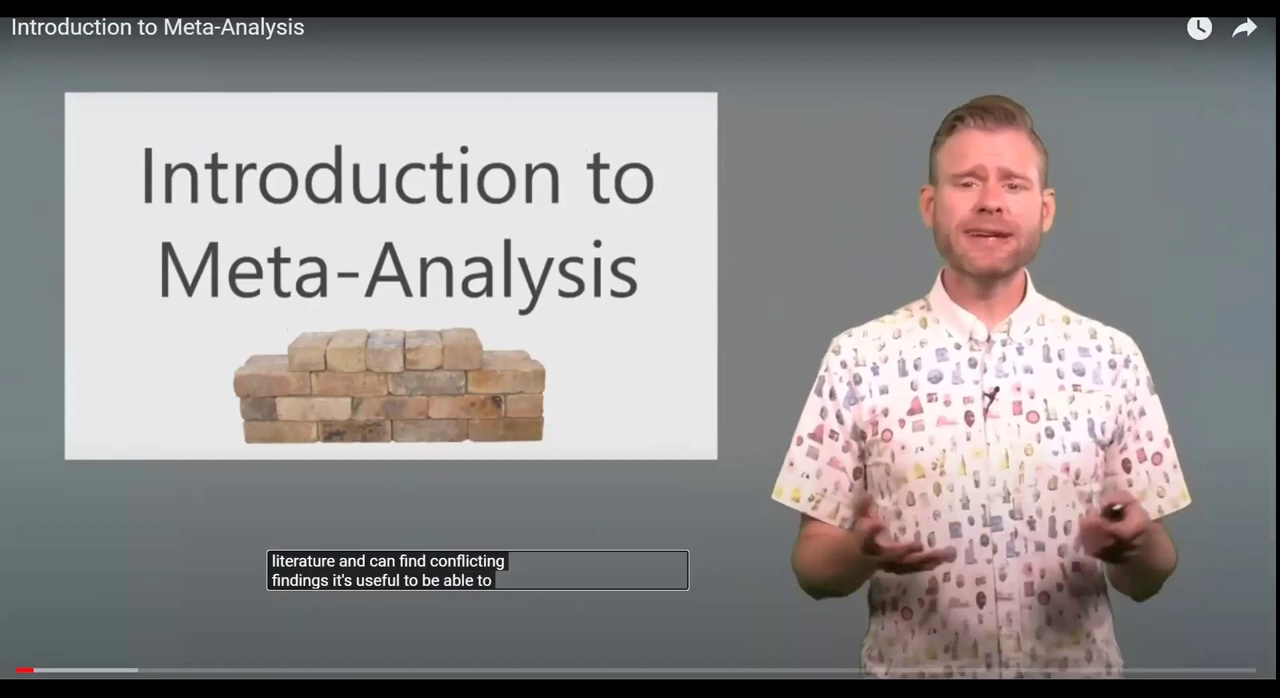 Introduction to Meta-Analysis
Introduction to
Meta-Analysis
literature and can find conflicting
findings it's useful to be able to